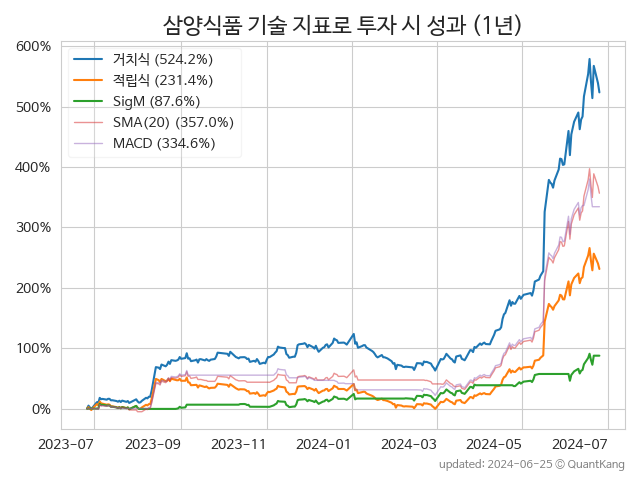 삼양식품 기술 지표로 투자 시 성과 (1년)
거치식 (524.2%)
적립식 (231.4%)
SigM (87.6%)
SMA(20) (357.0%)
MACD (334.6%)
600%
500%
400%
300%
200%
100%
0%
2023-07 2023-09 2023-11 2024-01 2024-03 2024-05 2024-07
updated: 2024-06-25 ⓒ QuantKang